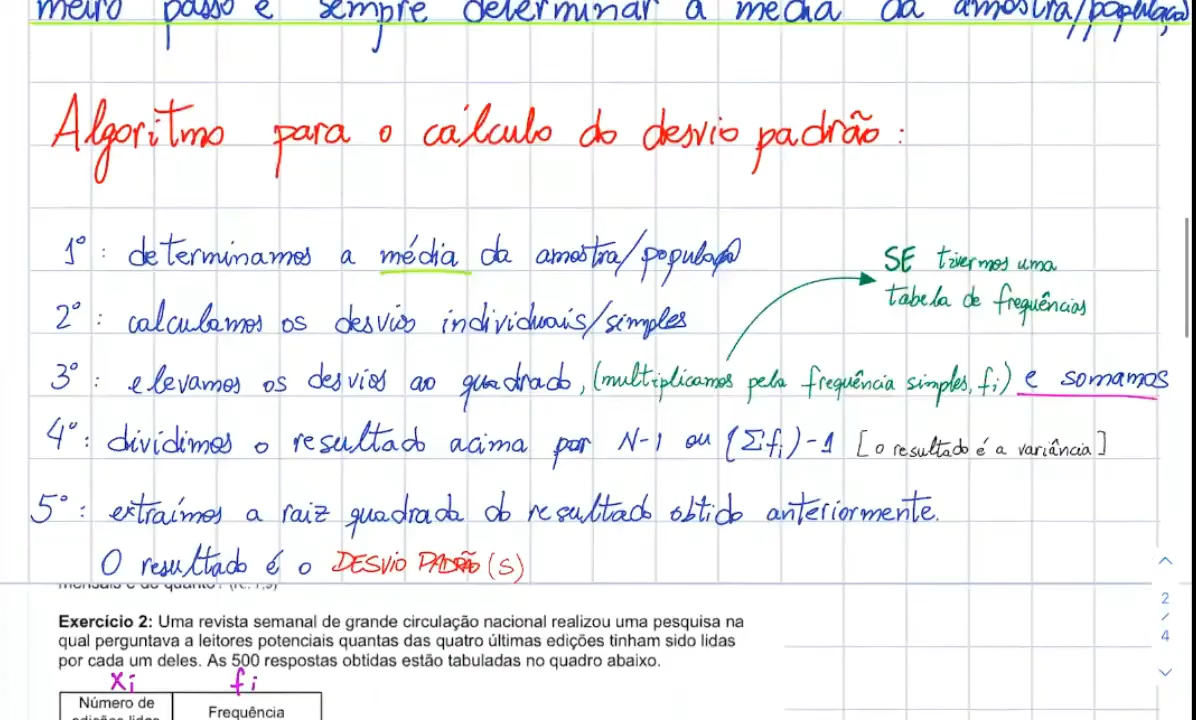 meiro passo é sempre determinar a média da amostra/população
Algoritmo para o cálculo do desvio padrão:
1º: determinamos a média da amostra/população
SE tivermos uma
tabela de frequências
2º: calculamos os desvios individuais/simples
3º: elevamos os desvios ao quadrado, (multiplicamos pela frequência simples, fi) e somamos
4º: dividimos o resultado acima por N-1 ou (Σfi)-1 [o resultado é a variância]
5º: extraímos a raiz quadrada do resultado obtido anteriormente.
O resultado é o DESVIO PADRÃO (S)
Exercício 2: Uma revista semanal de grande circulação nacional realizou uma pesquisa na
qual perguntava a leitores potenciais quantas das quatro últimas edições tinham sido lidas
por cada um deles. As 500 respostas obtidas estão tabuladas no quadro abaixo.
Xi fi
Número de
Frequência
2
/
4